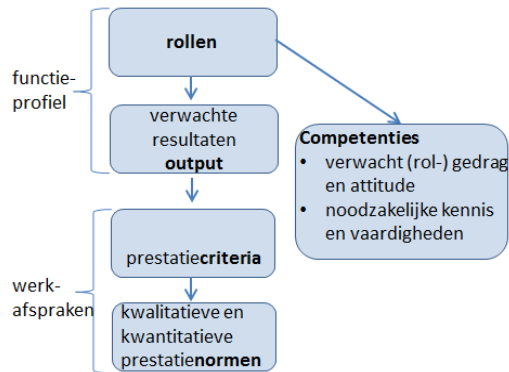 rollen
functie-
profiel
verwachte
resultaten
output
Competenties
• verwacht (rol-) gedrag
en attitude
• noodzakelijke kennis
en vaardigheden
prestatiecriteria
werk-
afspraken
kwalitatieve en
kwantitatieve
prestatienormen